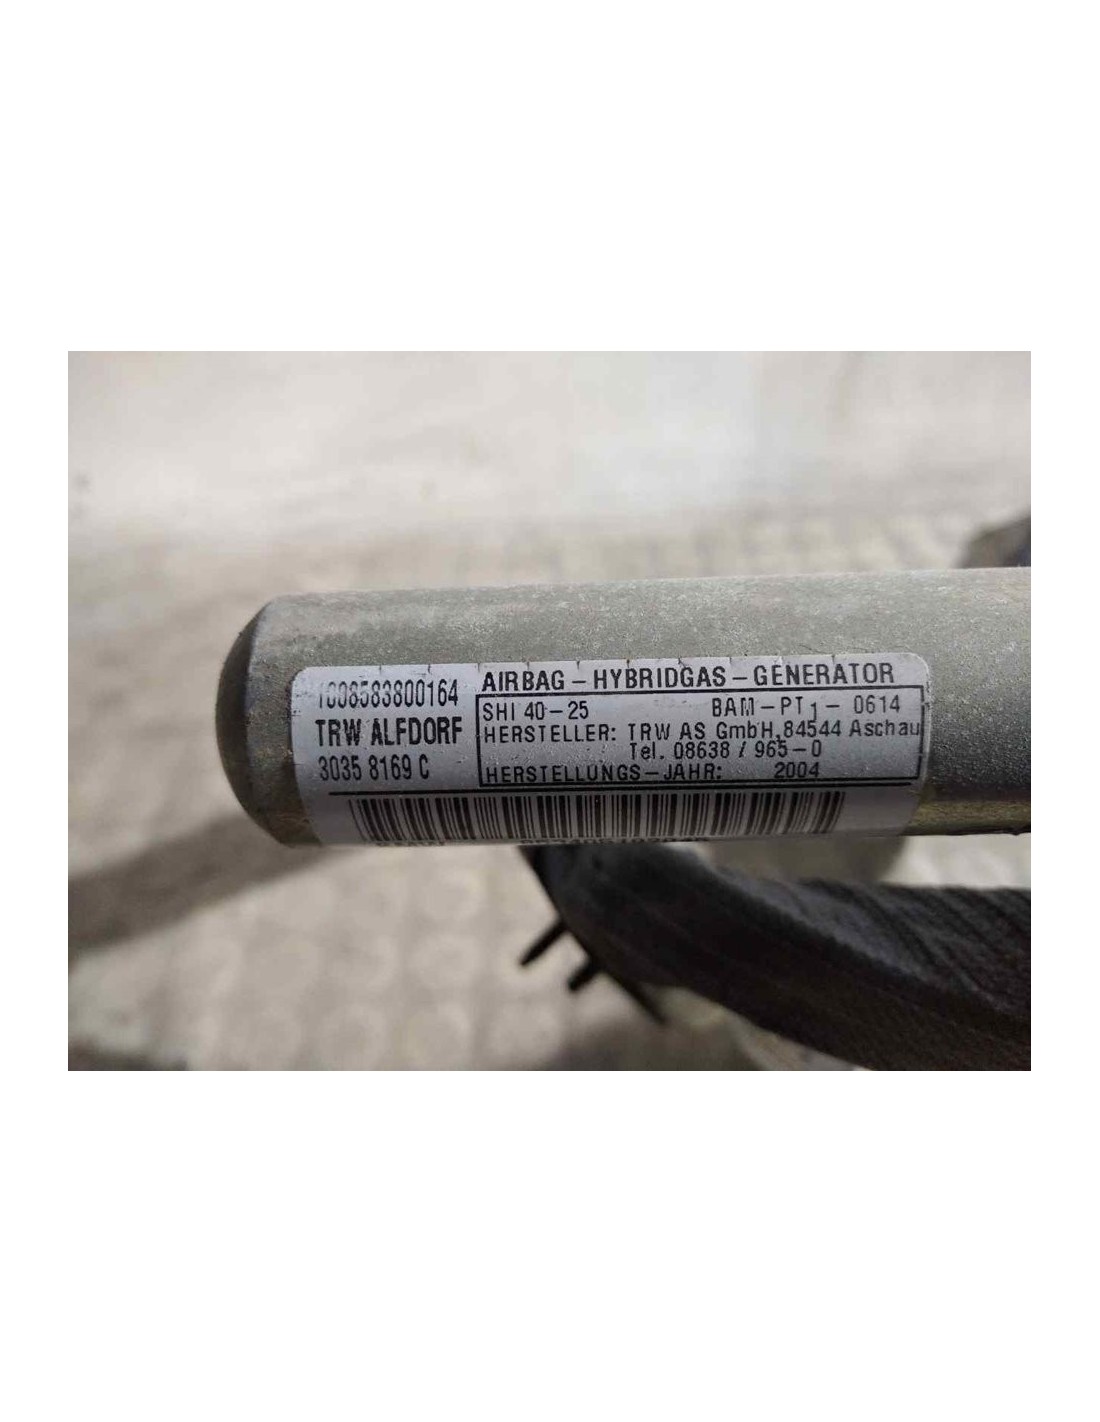 1008583800164
TRW ALFDORF
3035 8169 C
AIRBAG-HYBRIDGAS-GENERATOR
SHI 40-25 BAM-PT1-0614
HERSTELLER: TRW AS GmbH,84544 Aschau
Tel. 08638 / 965-0
HERSTELLUNGS-JAHR: 2004